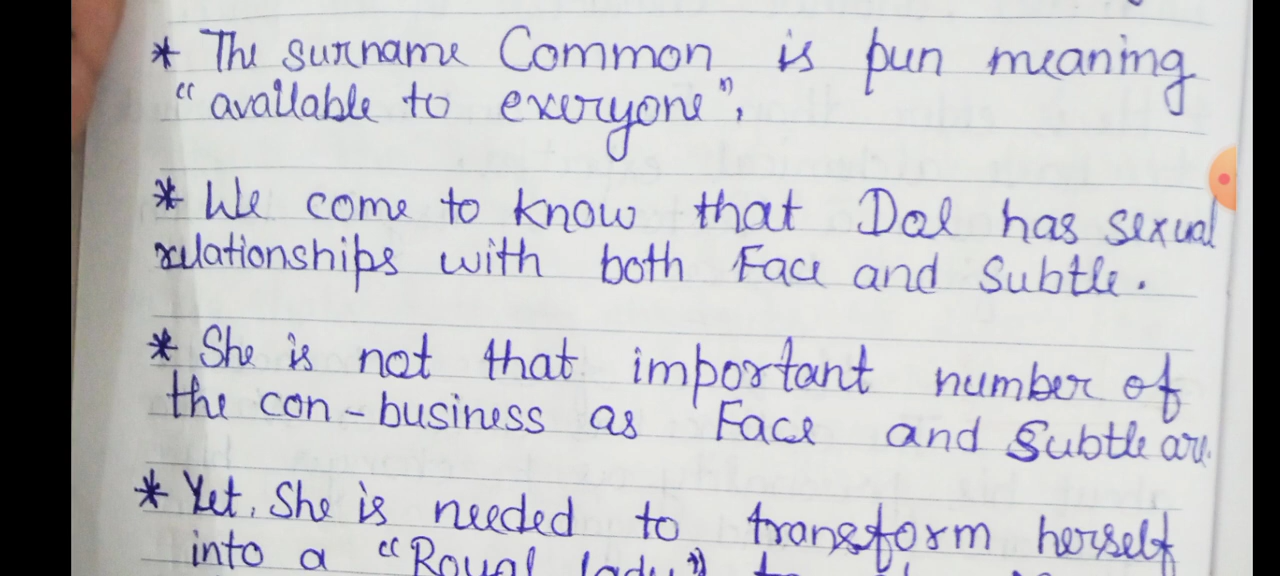 * The surname Common is pun meaning
"available to exeryone".
* We come to know that Dol has sexual
relationships with both Face and Subtle.
* She is not that important number of
the con-business as Face and Subtle are.
* Yet, She is needed to transform herself
into a "Royal lady"